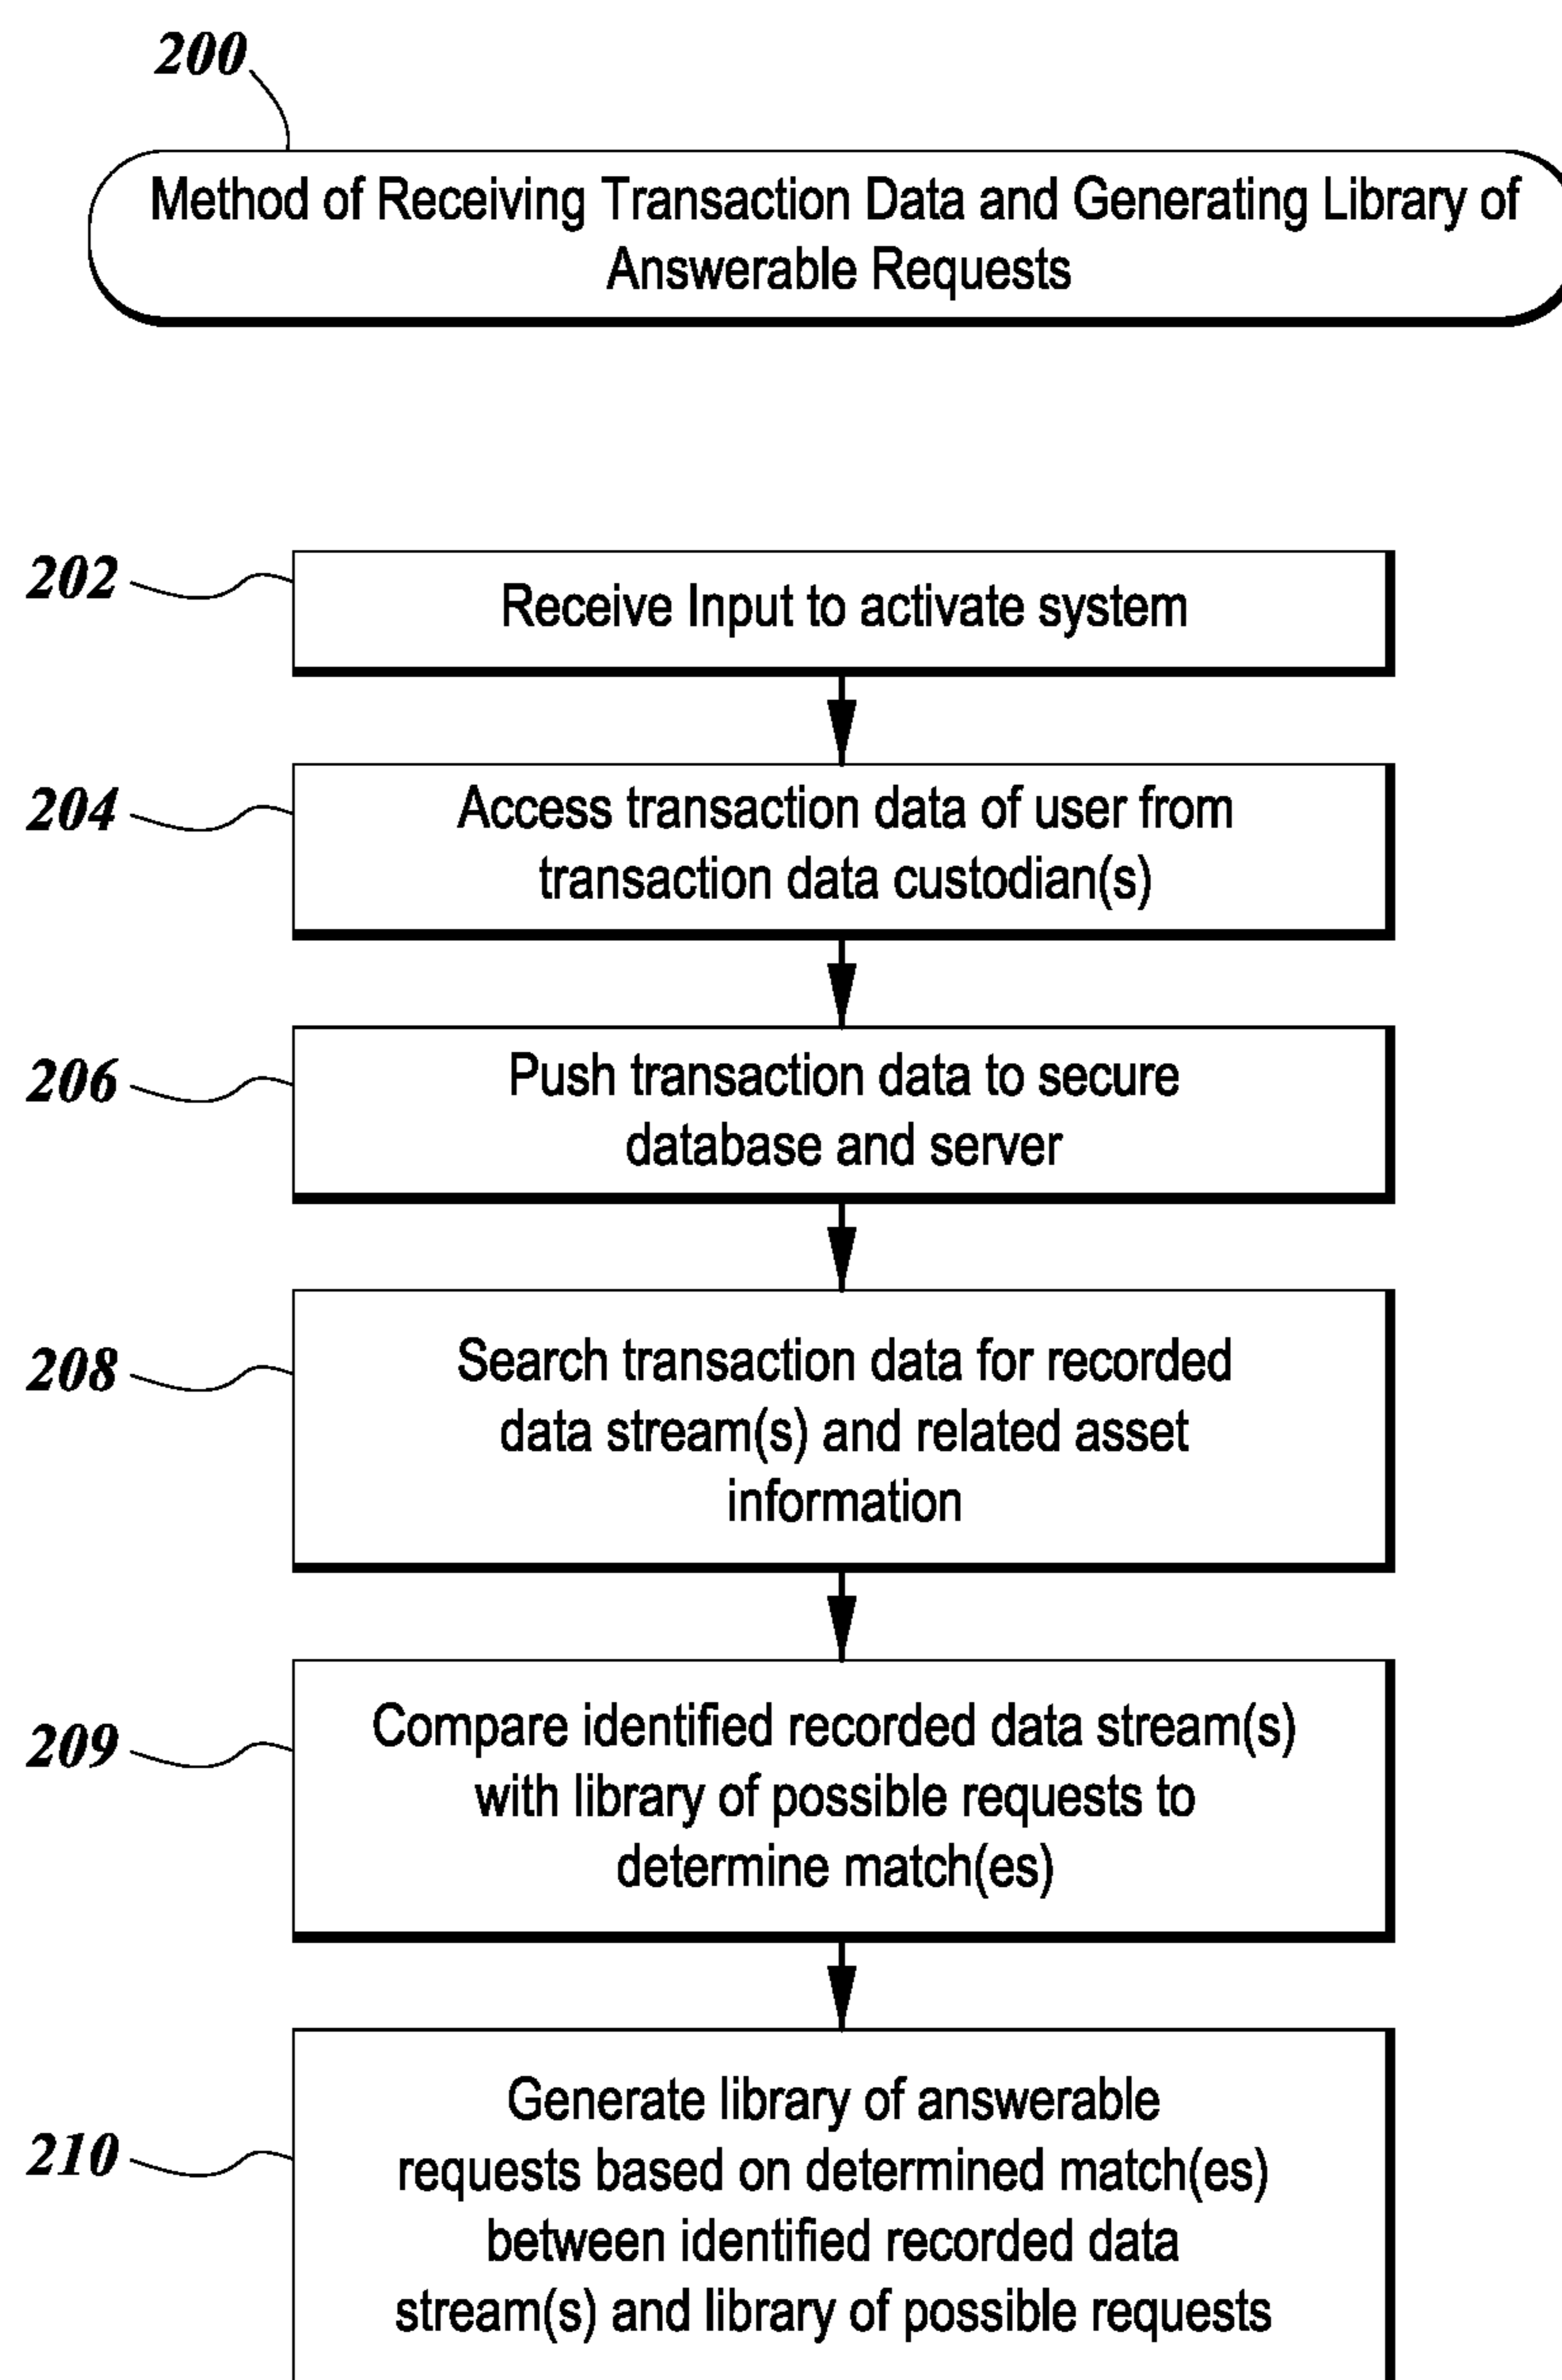 200
Method of Receiving Transaction Data and Generating Library of
Answerable Requests
202
Receive Input to activate system
204
Access transaction data of user from
transaction data custodian(s)
206
Push transaction data to secure
database and server
208
Search transaction data for recorded
data stream(s) and related asset
information
209
Compare identified recorded data stream(s)
with library of possible requests to
determine match(es)
210
Generate library of answerable
requests based on determined match(es)
between identified recorded data
stream(s) and library of possible requests